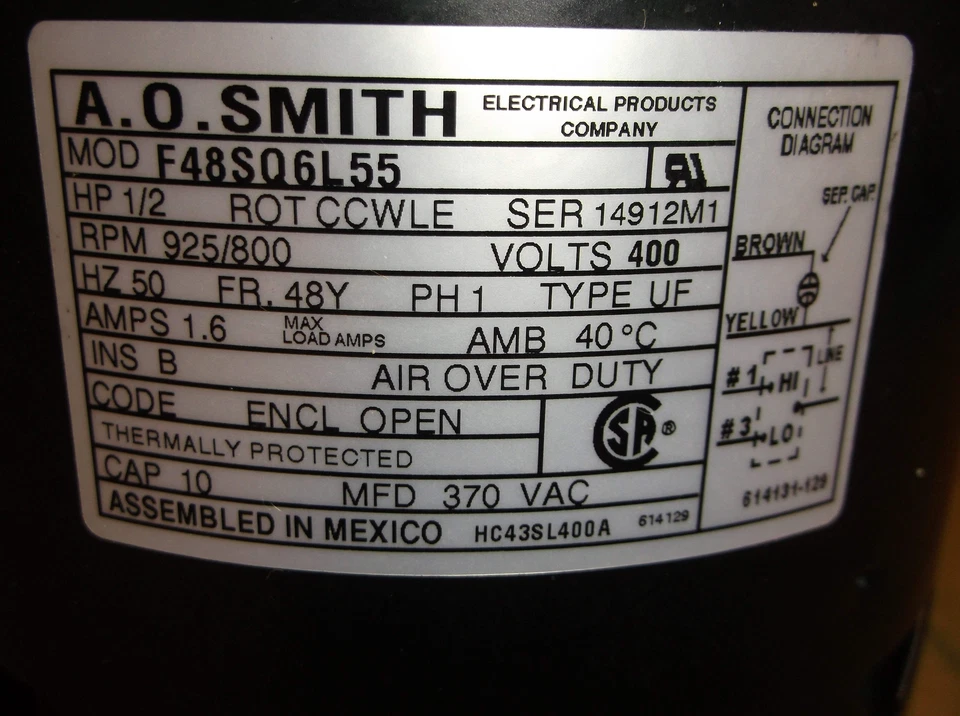 A.O.SMITH ELECTRICAL PRODUCTS
COMPANY
MOD F48SQ6L55
HP 1/2 ROT CCWLE SER 14912M1
RPM 925/800 VOLTS 400
HZ 50 FR. 48Y PH 1 TYPE UF
AMPS 1.6 MAX LOAD AMPS AMB 40 °C
INS B AIR OVER DUTY
CODE ENCL OPEN
THERMALLY PROTECTED
SA ®
CAP 10 MFD 370 VAC
ASSEMBLED IN MEXICO HC43SL400A 614129
CONNECTION
DIAGRAM
SEP. CAP.
BROWN
YELLOW
LINE
#1 HI
#3 LO
614131-129